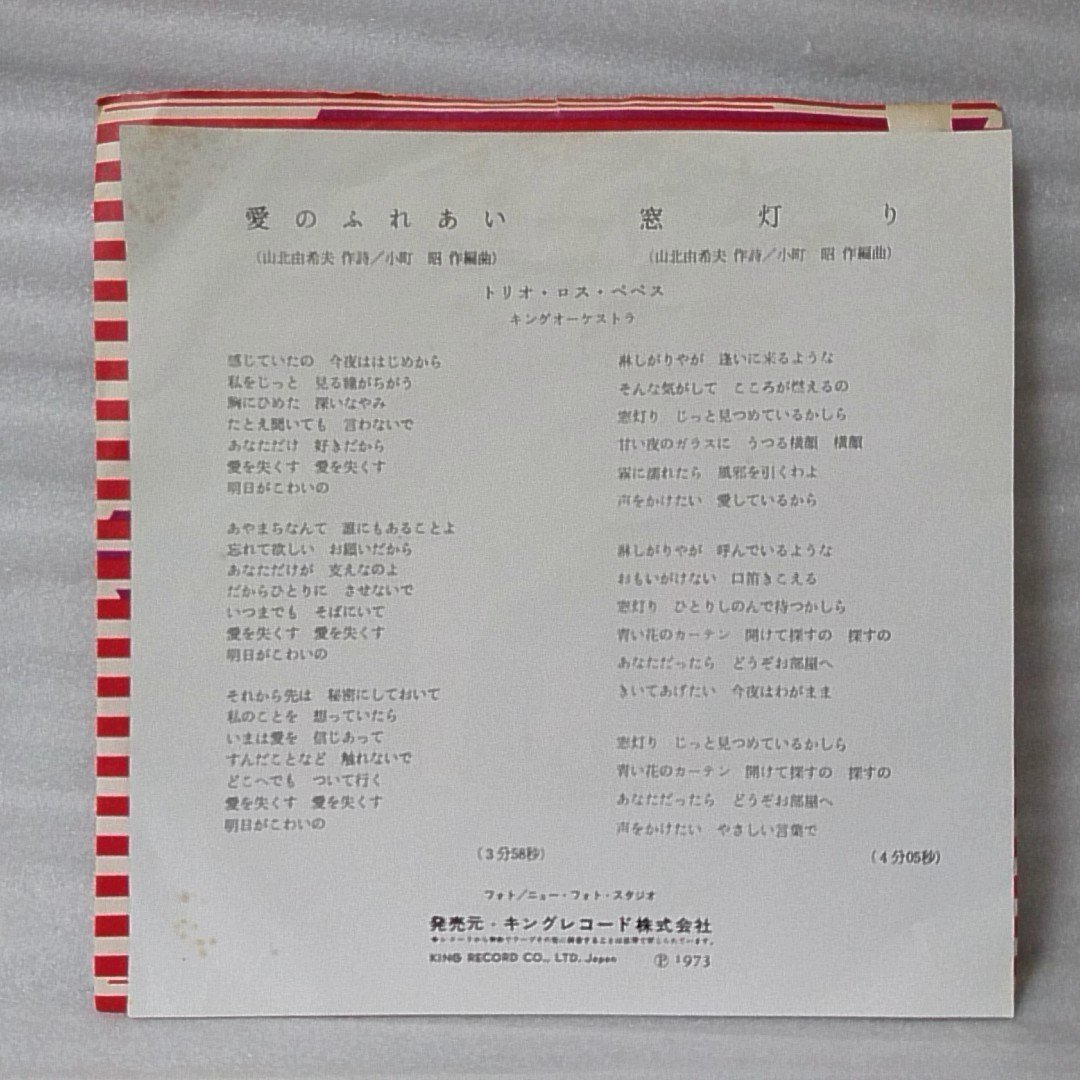 愛のふれあい
(山北由希夫 作詩/小町 昭 作編曲)
窓灯り
(山北由希夫 作詩/小町 昭 作編曲)
トリオ・ロス・ペペス
キングオーケストラ
感じていたの 今夜ははじめから
私をじっと 見る瞳がちがう
胸にひめた 深いなやみ
たとえ聞いても 言わないで
あなただけ 好きだから
愛を失くす 愛を失くす
明日がこわいの
あやまちなんて 誰にもあることよ
忘れて欲しい お願いだから
あなただけが 支えなのよ
だからひとりに させないで
いつまでも そばにいて
愛を失くす 愛を失くす
明日がこわいの
それから先は 秘密にしておいて
私のことを 想っていたら
いまは愛を 信じあって
すんだことなど 触れないで
どこへでも ついて行く
愛を失くす 愛を失くす
明日がこわいの
(3分58秒)
淋しがりやが 逢いに来るような
そんな気がして こころが燃えるの
窓灯り じっと見つめているかしら
甘い夜のガラスに うつる横顔 横顔
霧に濡れたら 風邪を引くわよ
声をかけたい 愛しているから
淋しがりやが 呼んでいるような
おもいがけない 口笛きこえる
窓灯り ひとりしのんで待つかしら
青い花のカーテン 開けて探すの 探すの
あなただったら どうぞお部屋へ
きいてあげたい 今夜はわがまま
窓灯り じっと見つめているかしら
青い花のカーテン 開けて探すの 探すの
あなただったら どうぞお部屋へ
声をかけたい やさしい言葉で
(4分05秒)
フォト/ニュー・フォト・スタジオ
発売元・キングレコード株式会社
KING RECORD CO., LTD. Japan ℗1973